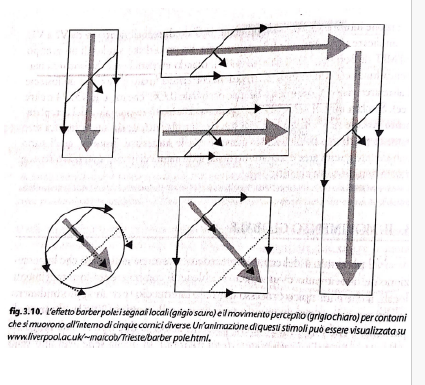 fig.3.10. L'effetto barber pole: i segnali locali (grigio scuro) e il movimento percepito (grigio chiaro) per contorni
che si muovono all'interno di cinque cornici diverse. Un'animazione di questi stimoli può essere visualizzata su
www.liverpool.ac.uk/~marcob/Trieste/barber pole.html.